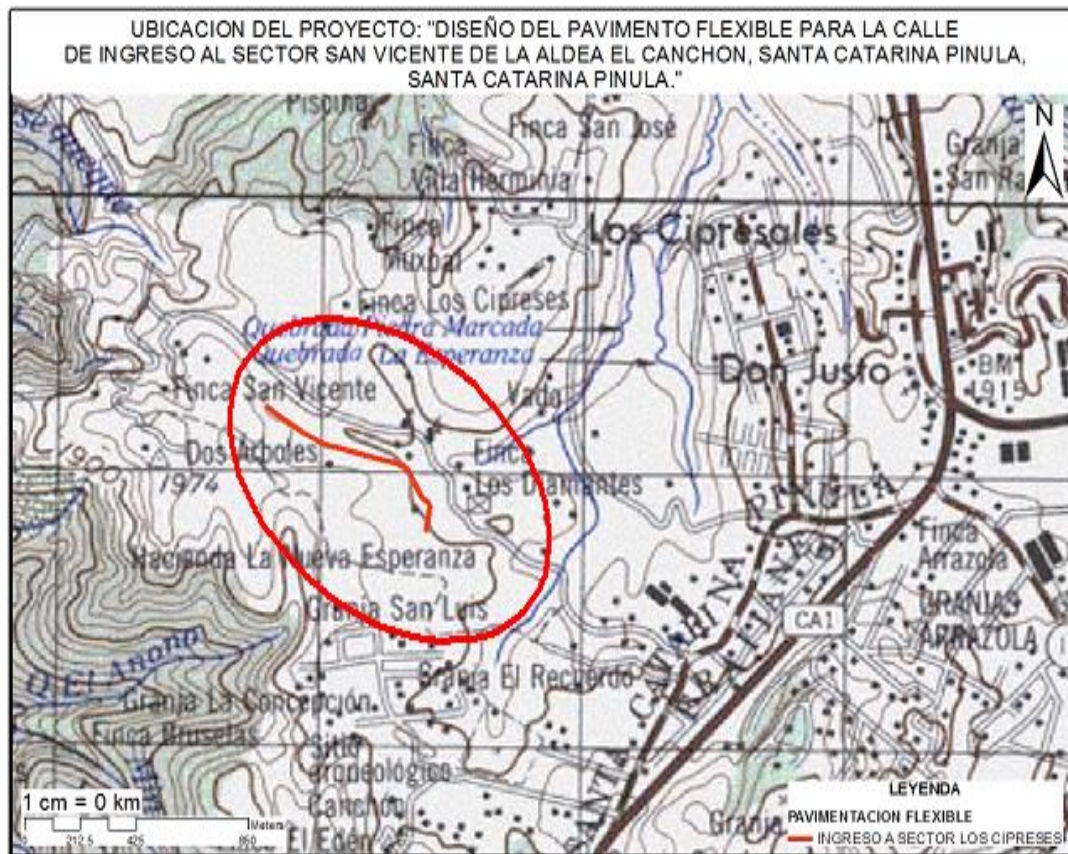 UBICACION DEL PROYECTO: "DISEÑO DEL PAVIMENTO FLEXIBLE PARA LA CALLE
DE INGRESO AL SECTOR SAN VICENTE DE LA ALDEA EL CANCHON, SANTA CATARINA PINULA,
SANTA CATARINA PINULA."
Piscina
Finca San José
N
Finca
Villa Herminia
Granja
San Ra
Los Cipresales
Finca
Muxbal
Finca Los Cipreses
Quebrada Piedra Marcada
Quebrada La Esperanza
Don Justo
BM
1915
Finca San Vicente
Vado
Dos Arboles
1900
1974
Finca
Los Diamantes
SANTA CATARINA PINULA
FRAIJANES
Finca
Arrazola
Hacienda La Nueva Esperanza
Granja San Luis
CA1
GRANJAS
ARRAZOLA
Q. El Anono
Granja El Recuerdo
Granja La Concepción
Finca Bruselas
Sitio
arqueológico
Canchón
El Edén
Granja
1 cm = 0 km
Meters
0 212.5 425 850
LEYENDA
PAVIMENTACION FLEXIBLE
INGRESO A SECTOR LOS CIPRESES